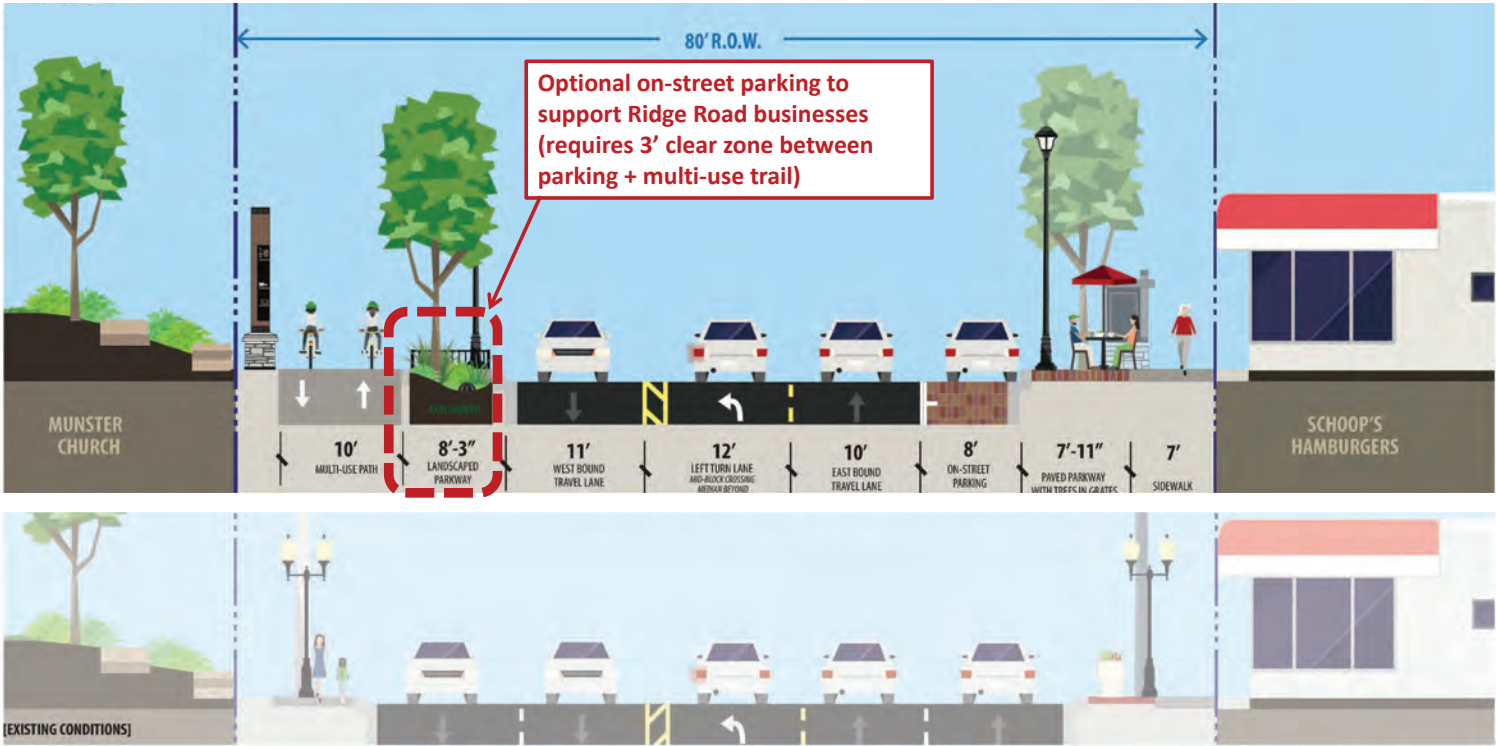 80' R.O.W.
Optional on-street parking to
support Ridge Road businesses
(requires 3' clear zone between
parking + multi-use trail)
MUNSTER
CHURCH
SCHOOP'S
HAMBURGERS
10'
MULTI-USE PATH
8'-3"
LANDSCAPED
PARKWAY
11'
WEST BOUND
TRAVEL LANE
12'
LEFT TURN LANE
MID-BLOCK CROSSING
MEDIAN BEYOND
10'
EAST BOUND
TRAVEL LANE
8'
ON-STREET
PARKING
7'-11"
PAVED PARKWAY
WITH TREES IN GRATES
7'
SIDEWALK
[EXISTING CONDITIONS]